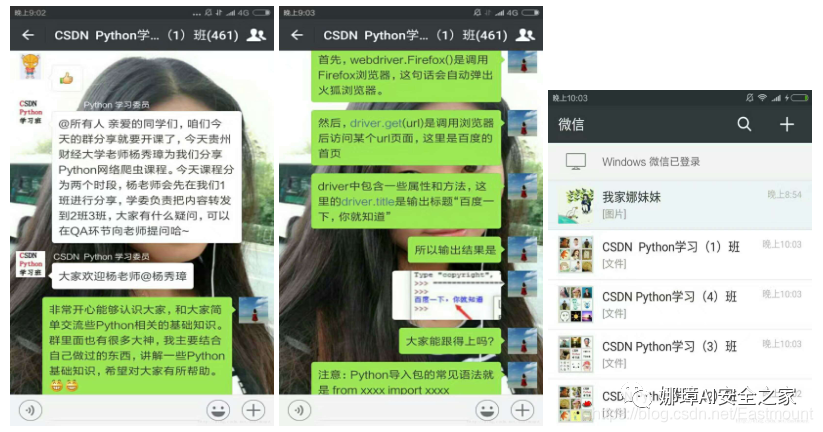 晚上9:02
... 4G
CSDN Python学...（1）班(461)
CSDN
Python
学习班
Python 学习委员
@所有人 亲爱的同学们，咱们今
天的群分享就要开课了，今天贵州
财经大学老师杨秀璋为我们分享
Python网络爬虫课程。今天课程分
为两个时段，杨老师会先在我们1
班进行分享，学委负责把内容转发
到2班3班，大家有什么疑问，可以
在QA环节向老师提问哈~
CSDN
Python
学习班
CSDN Python 学习委员
大家欢迎杨老师@杨秀璋
非常开心能够认识大家，和大家简
单交流些Python相关的基础知识。
群里面也有很多大神，我主要结合
自己做过的东西，讲解一些Python
基础知识，希望对大家有所帮助。
晚上9:03
4G
CSDN Python学...（1）班(461)
首先，webdriver.Firefox()是调用
Firefox浏览器，这句话会自动弹出
火狐浏览器。
然后，driver.get(url)是调用浏览器
后访问某个url页面，这里是百度的
首页
driver中包含一些属性和方法，这
里的driver.title是输出标题“百度一
下，你就知道”
所以输出结果是
Type "copyright",
>>> ================
>>>
百度一下，你就知道
>>>
大家能跟得上吗?
注意：Python导入包的常见语法就
是 from xxxx import xxxx
晚上10:03
微信
Windows 微信已登录
我家娜妹妹
晚上8:54
[图片]
CSDN Python学习（1）班
晚上10:03
[文件]
CSDN Python学习（4）班
晚上10:03
[文件]
CSDN Python学习（3）班
晚上10:03
[文件]
娜璋AI安全之家
[文件]
https://blog.csdn.net/Eastmount